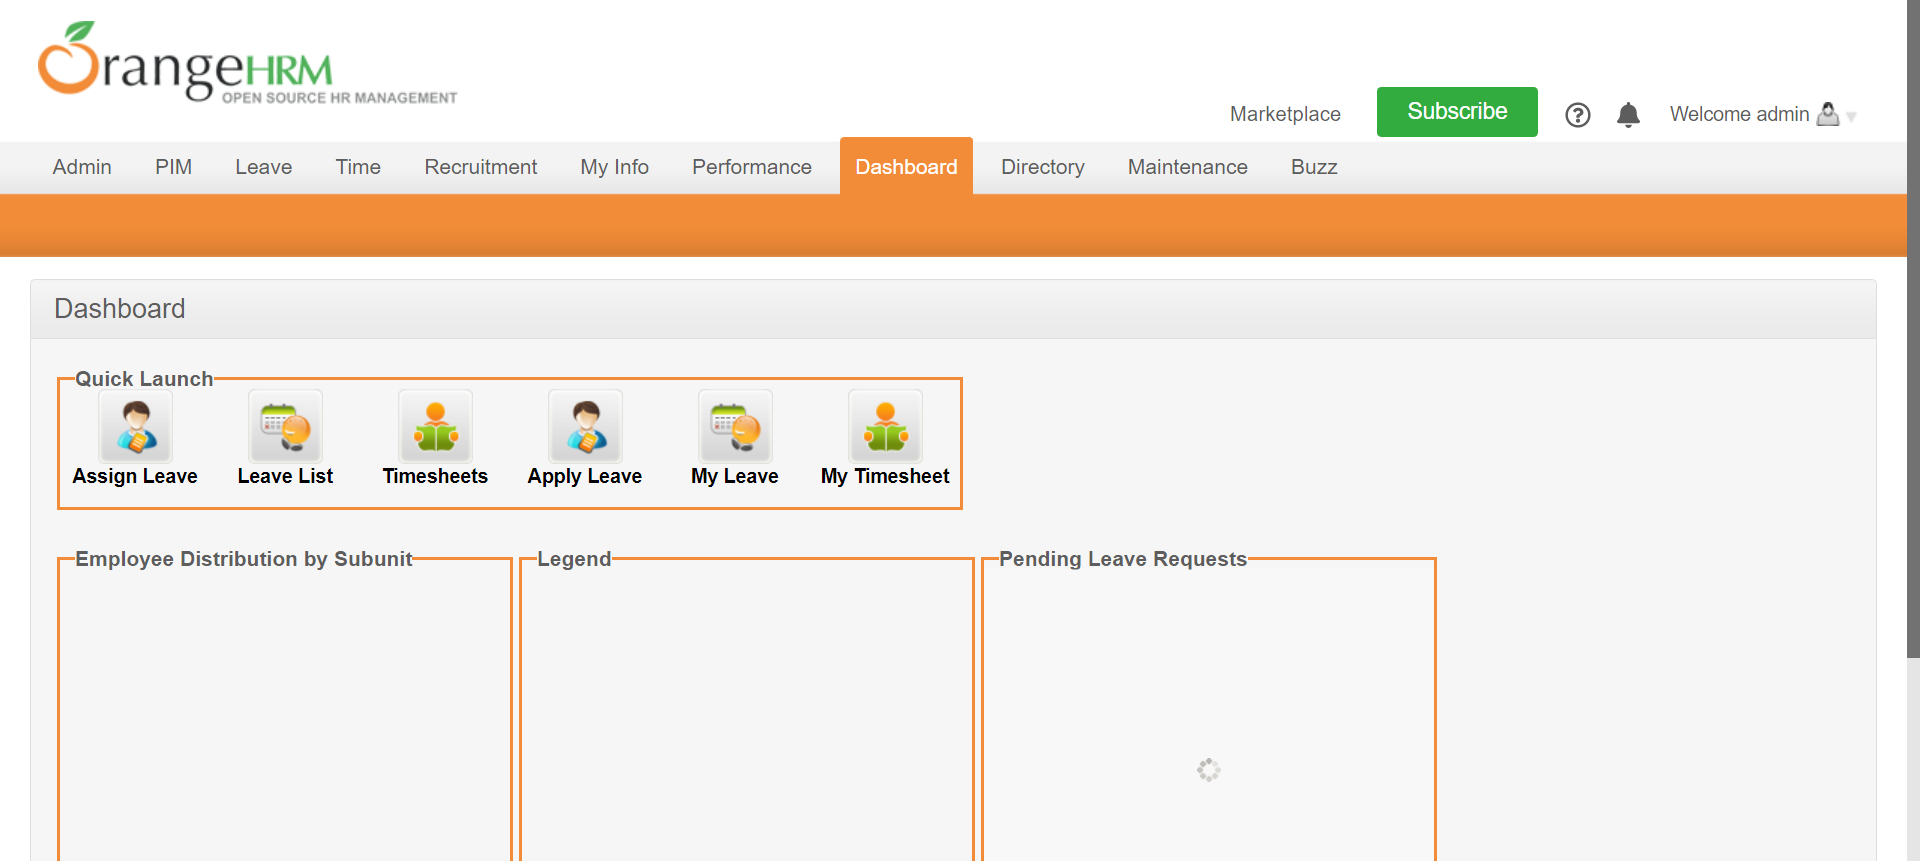 OrangeHRM
OPEN SOURCE HR MANAGEMENT
Marketplace Subscribe Welcome admin
Admin PIM Leave Time Recruitment My Info Performance Dashboard Directory Maintenance Buzz
Dashboard
Quick Launch
Assign Leave Leave List Timesheets Apply Leave My Leave My Timesheet
Employee Distribution by Subunit Legend Pending Leave Requests